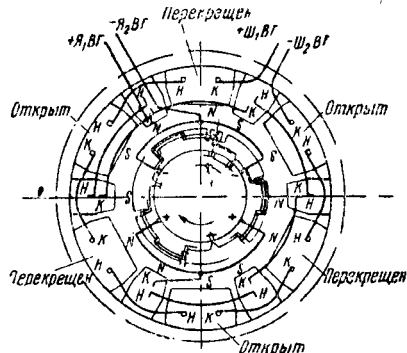 Перекрещен
-Я₂ВГ
+Я₁ВГ
+Ш₁ВГ
-Ш₂ВГ
Н К
Открыт
Открыт
К К
Н Н
Н К К Н
К N N К
N S S N
S S
Н Н
К S S К
N N
К Н
Н N N К
N N
К S К
Н К Н Н
Перекрещен
Перекрещен
К Н
Н К
Открыт